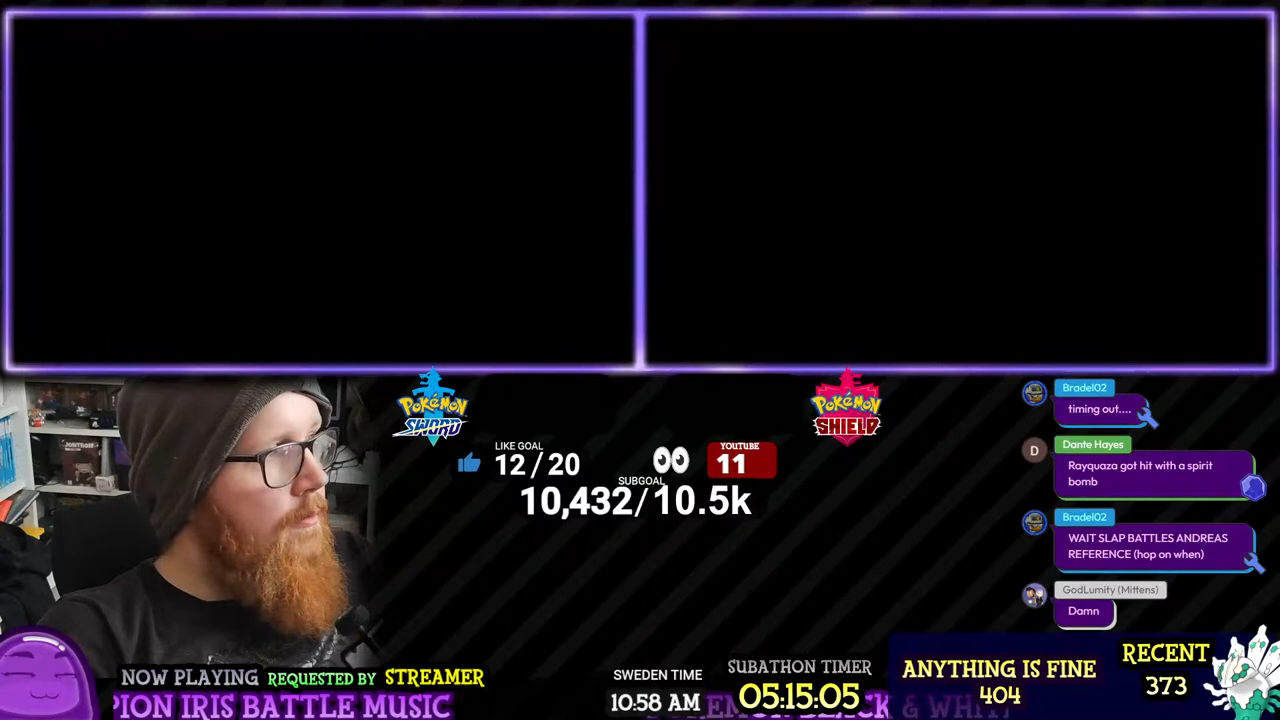 Pokémon
SWORD
Pokémon
SHIELD
LIKE GOAL
12/20
YOUTUBE
11
SUBGOAL
10,432/10.5k
Bradel02
timing out....
D
Dante Hayes
Rayquaza got hit with a spirit
bomb
Bradel02
WAIT SLAP BATTLES ANDREAS
REFERENCE (hop on when)
GodLumity (Mittens)
Damn
NOW PLAYING REQUESTED BY STREAMER
PION IRIS BATTLE MUSIC
SWEDEN TIME
10:58 AM
SUBATHON TIMER
05:15:05
ANYTHING IS FINE
404
RECENT
373